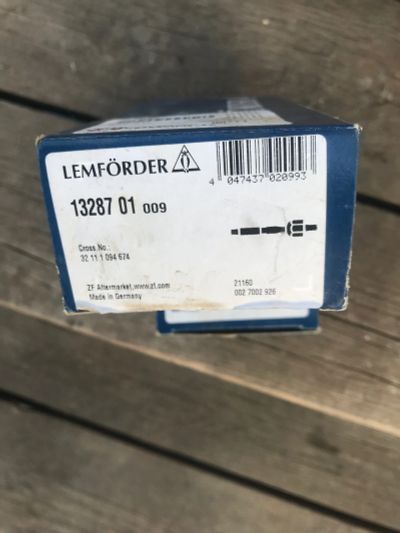 LEMFÖRDER
4 047437 020993
13287 01 009
Cross No.:
32 11 1 094 674
ZF Aftermarket,www.zf.com
Made in Germany
21160
002 7002 926